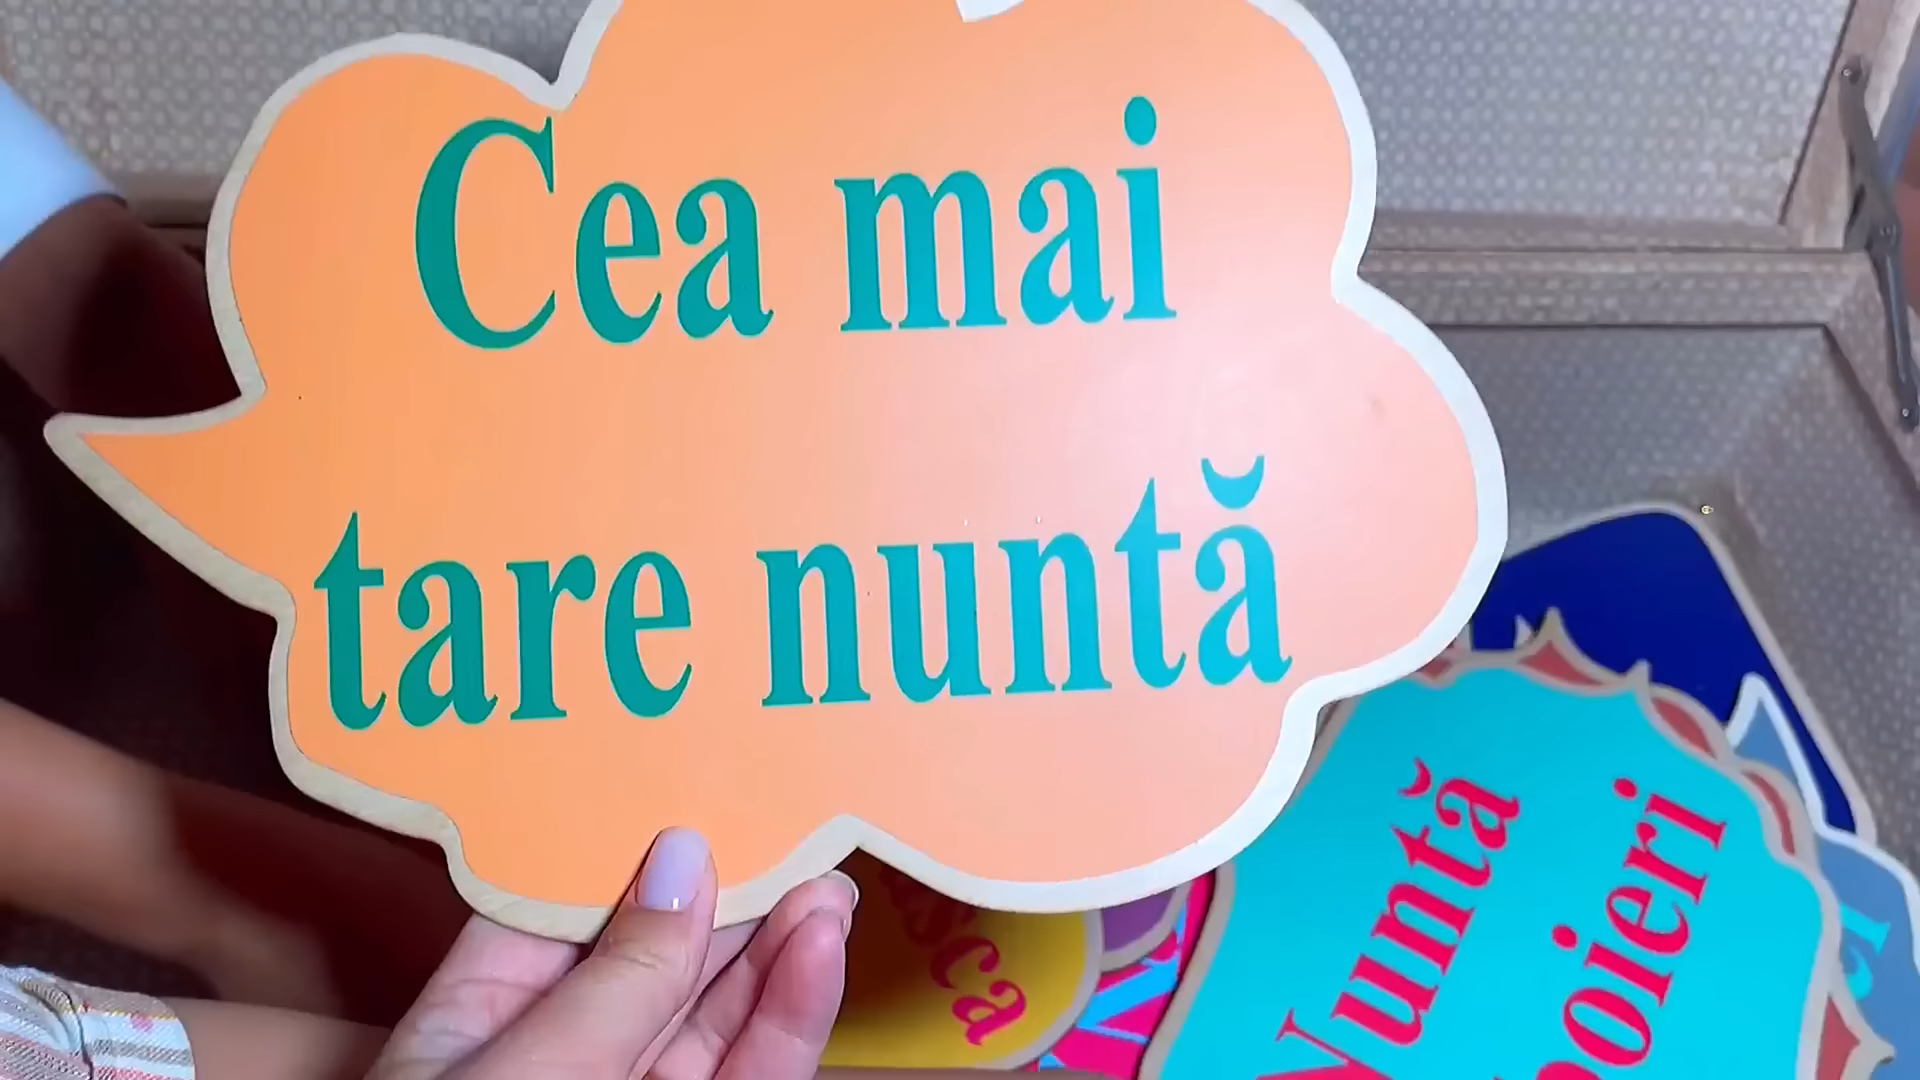 Cea mai
tare nuntă
Nuntă
boieri